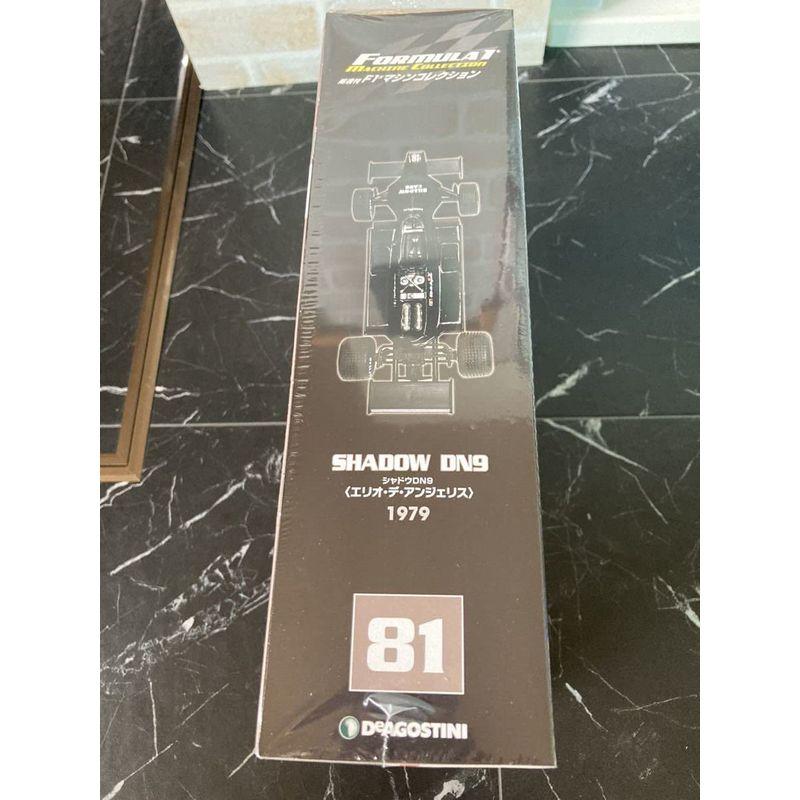 FORMULA 1
MACHINE COLLECTION
隔週刊 F1マシンコレクション
SHADOW DN9
シャドウDN9
〈エリオ・デ・アンジェリス〉
1979
81
DeAGOSTINI